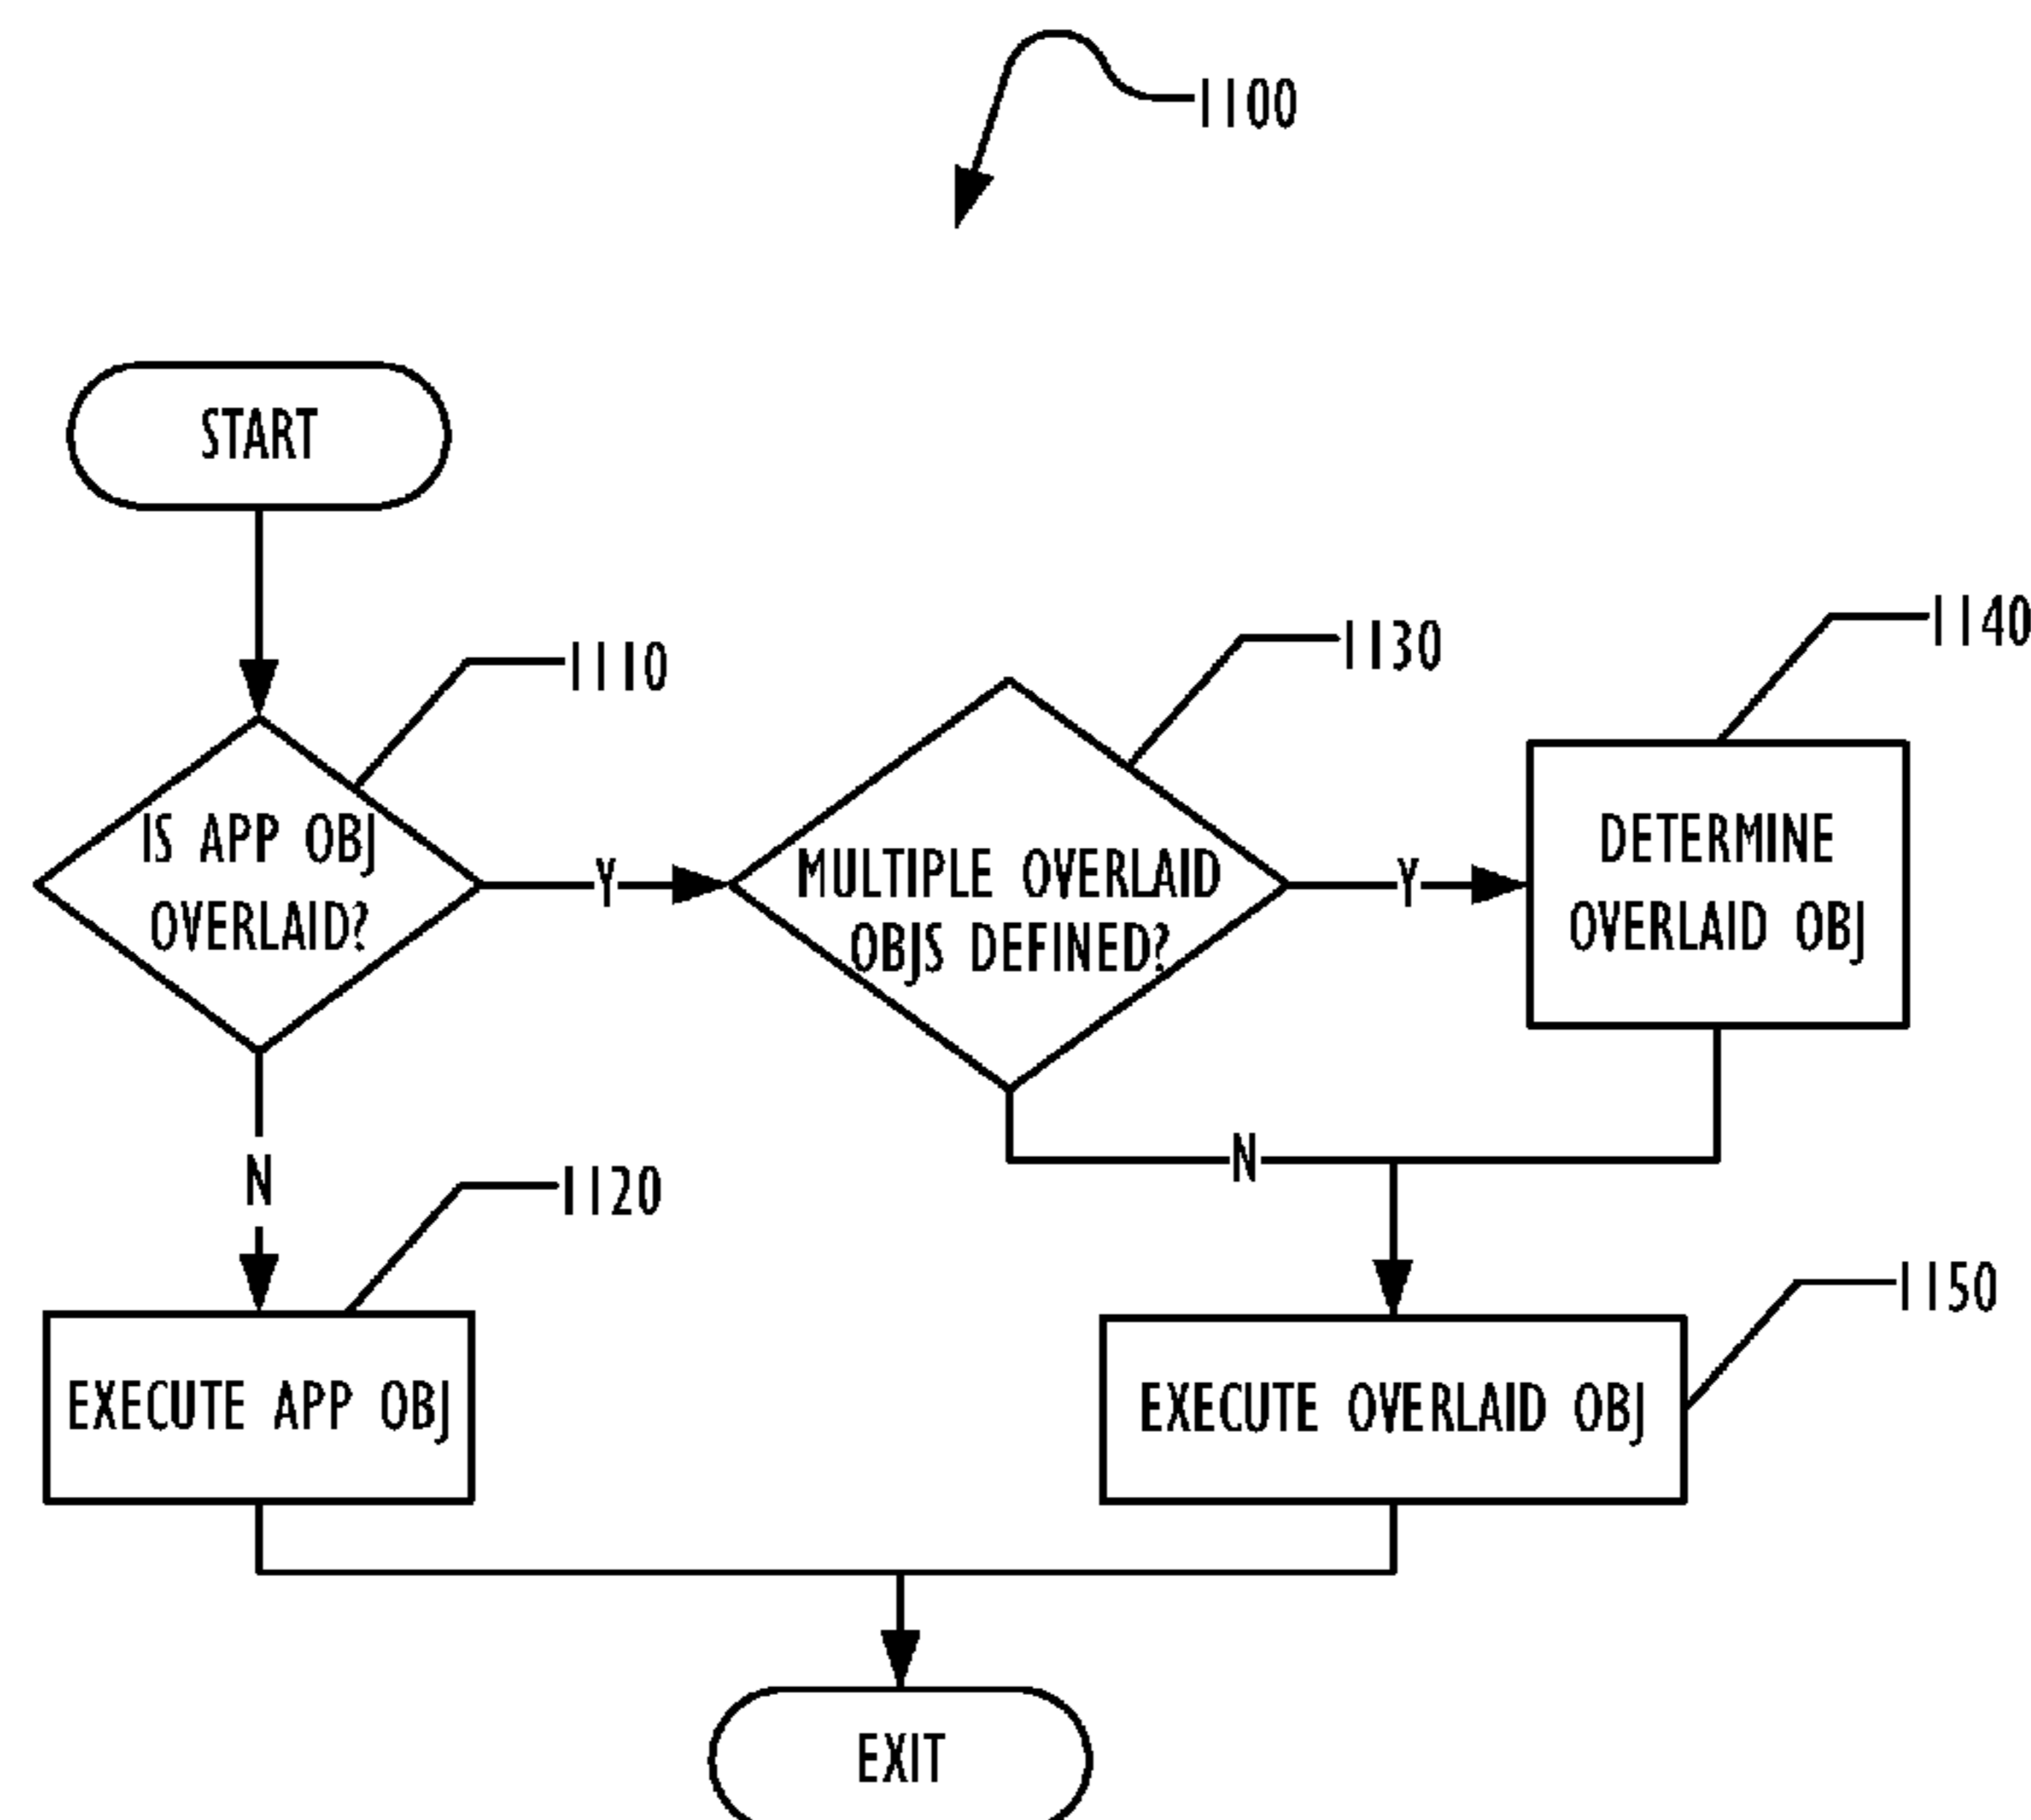 1100
START
1110
1130
1140
IS APP OBJ
OVERLAID?
Y
MULTIPLE OVERLAID
OBJS DEFINED?
Y
DETERMINE
OVERLAID OBJ
N
N
1120
1150
EXECUTE APP OBJ
EXECUTE OVERLAID OBJ
EXIT